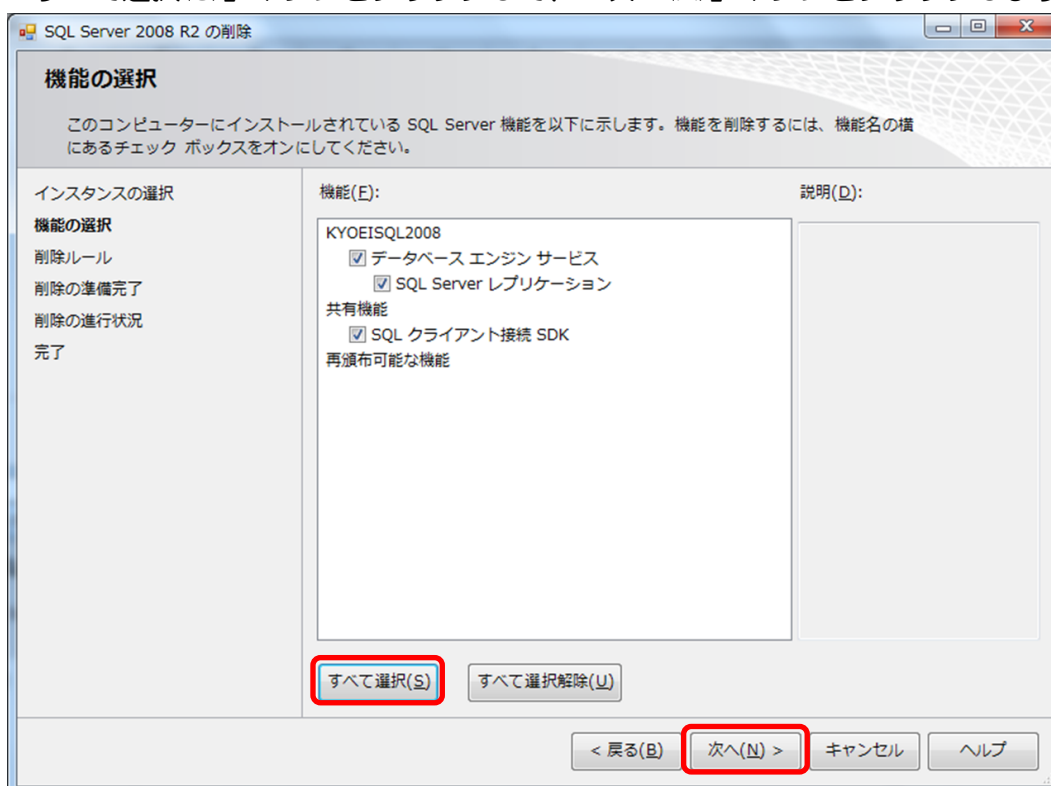 SQL Server 2008 R2 の削除
機能の選択
このコンピューターにインストールされている SQL Server 機能を以下に示します。機能を削除するには、機能名の横
にあるチェック ボックスをオンにしてください。
インスタンスの選択
機能の選択
削除ルール
削除の準備完了
削除の進行状況
完了
機能(F):
KYOEISQL2008
データベース エンジン サービス
SQL Server レプリケーション
共有機能
SQL クライアント接続 SDK
再頒布可能な機能
説明(D):
すべて選択(S)
すべて選択解除(U)
< 戻る(B)
次へ(N) >
キャンセル
ヘルプ